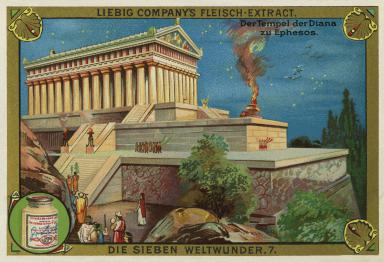 LIEBIG COMPANY'S FLEISCH-EXTRACT.
Der Tempel der Diana
zu Ephesos.
DIE SIEBEN WELTWUNDER. 7.